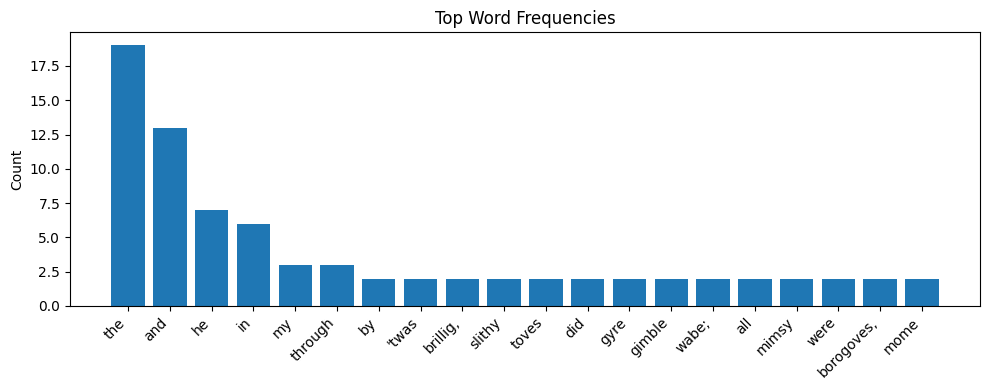 Top Word Frequencies
Count
17.5
15.0
12.5
10.0
7.5
5.0
2.5
0.0
the
and
he
in
my
through
by
'twas
brillig,
slithy
toves
did
gyre
gimble
wabe;
all
mimsy
were
borogoves,
mome